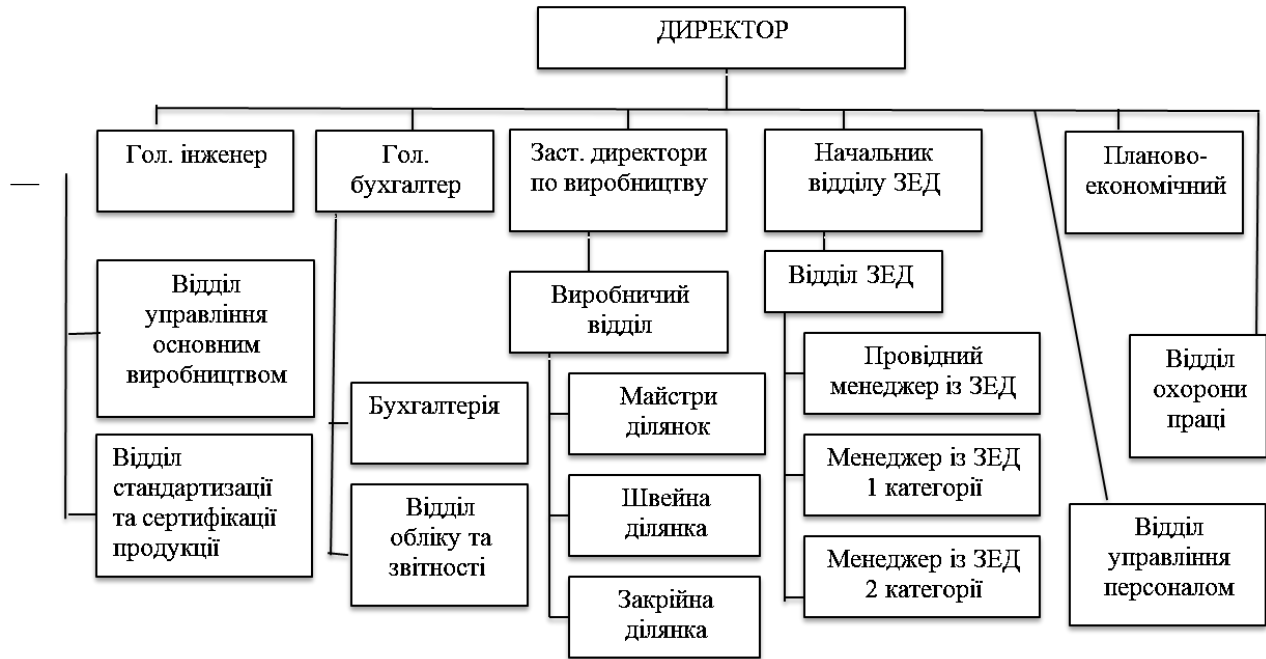 ДИРЕКТОР
Гол. інженер
Гол.
бухгалтер
Заст. директори
по виробництву
Начальник
відділу ЗЕД
Планово-
економічний
Відділ
управління
основним
виробництвом
Виробничий
відділ
Відділ ЗЕД
Провідний
менеджер із ЗЕД
Відділ
охорони
праці
Бухгалтерія
Майстри
ділянок
Відділ
стандартизації
та сертифікації
продукції
Менеджер із ЗЕД
1 категорії
Відділ
обліку та
звітності
Швейна
ділянка
Відділ
управління
персоналом
Менеджер із ЗЕД
2 категорії
Закрійна
ділянка